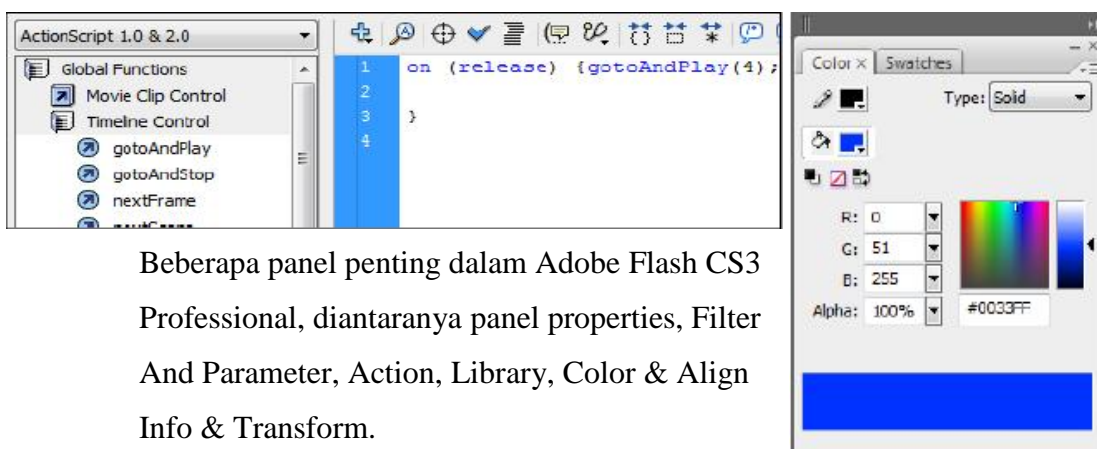 ActionScript 1.0 & 2.0
Global Functions
Movie Clip Control
Timeline Control
gotoAndPlay
gotoAndStop
nextFrame
1 on (release) {gotoAndPlay(4);
2
3 }
4
Color × Swatches
Type: Solid
R: 0
G: 51
B: 255
Alpha: 100% #0033FF
Beberapa panel penting dalam Adobe Flash CS3
Professional, diantaranya panel properties, Filter
And Parameter, Action, Library, Color & Align
Info & Transform.